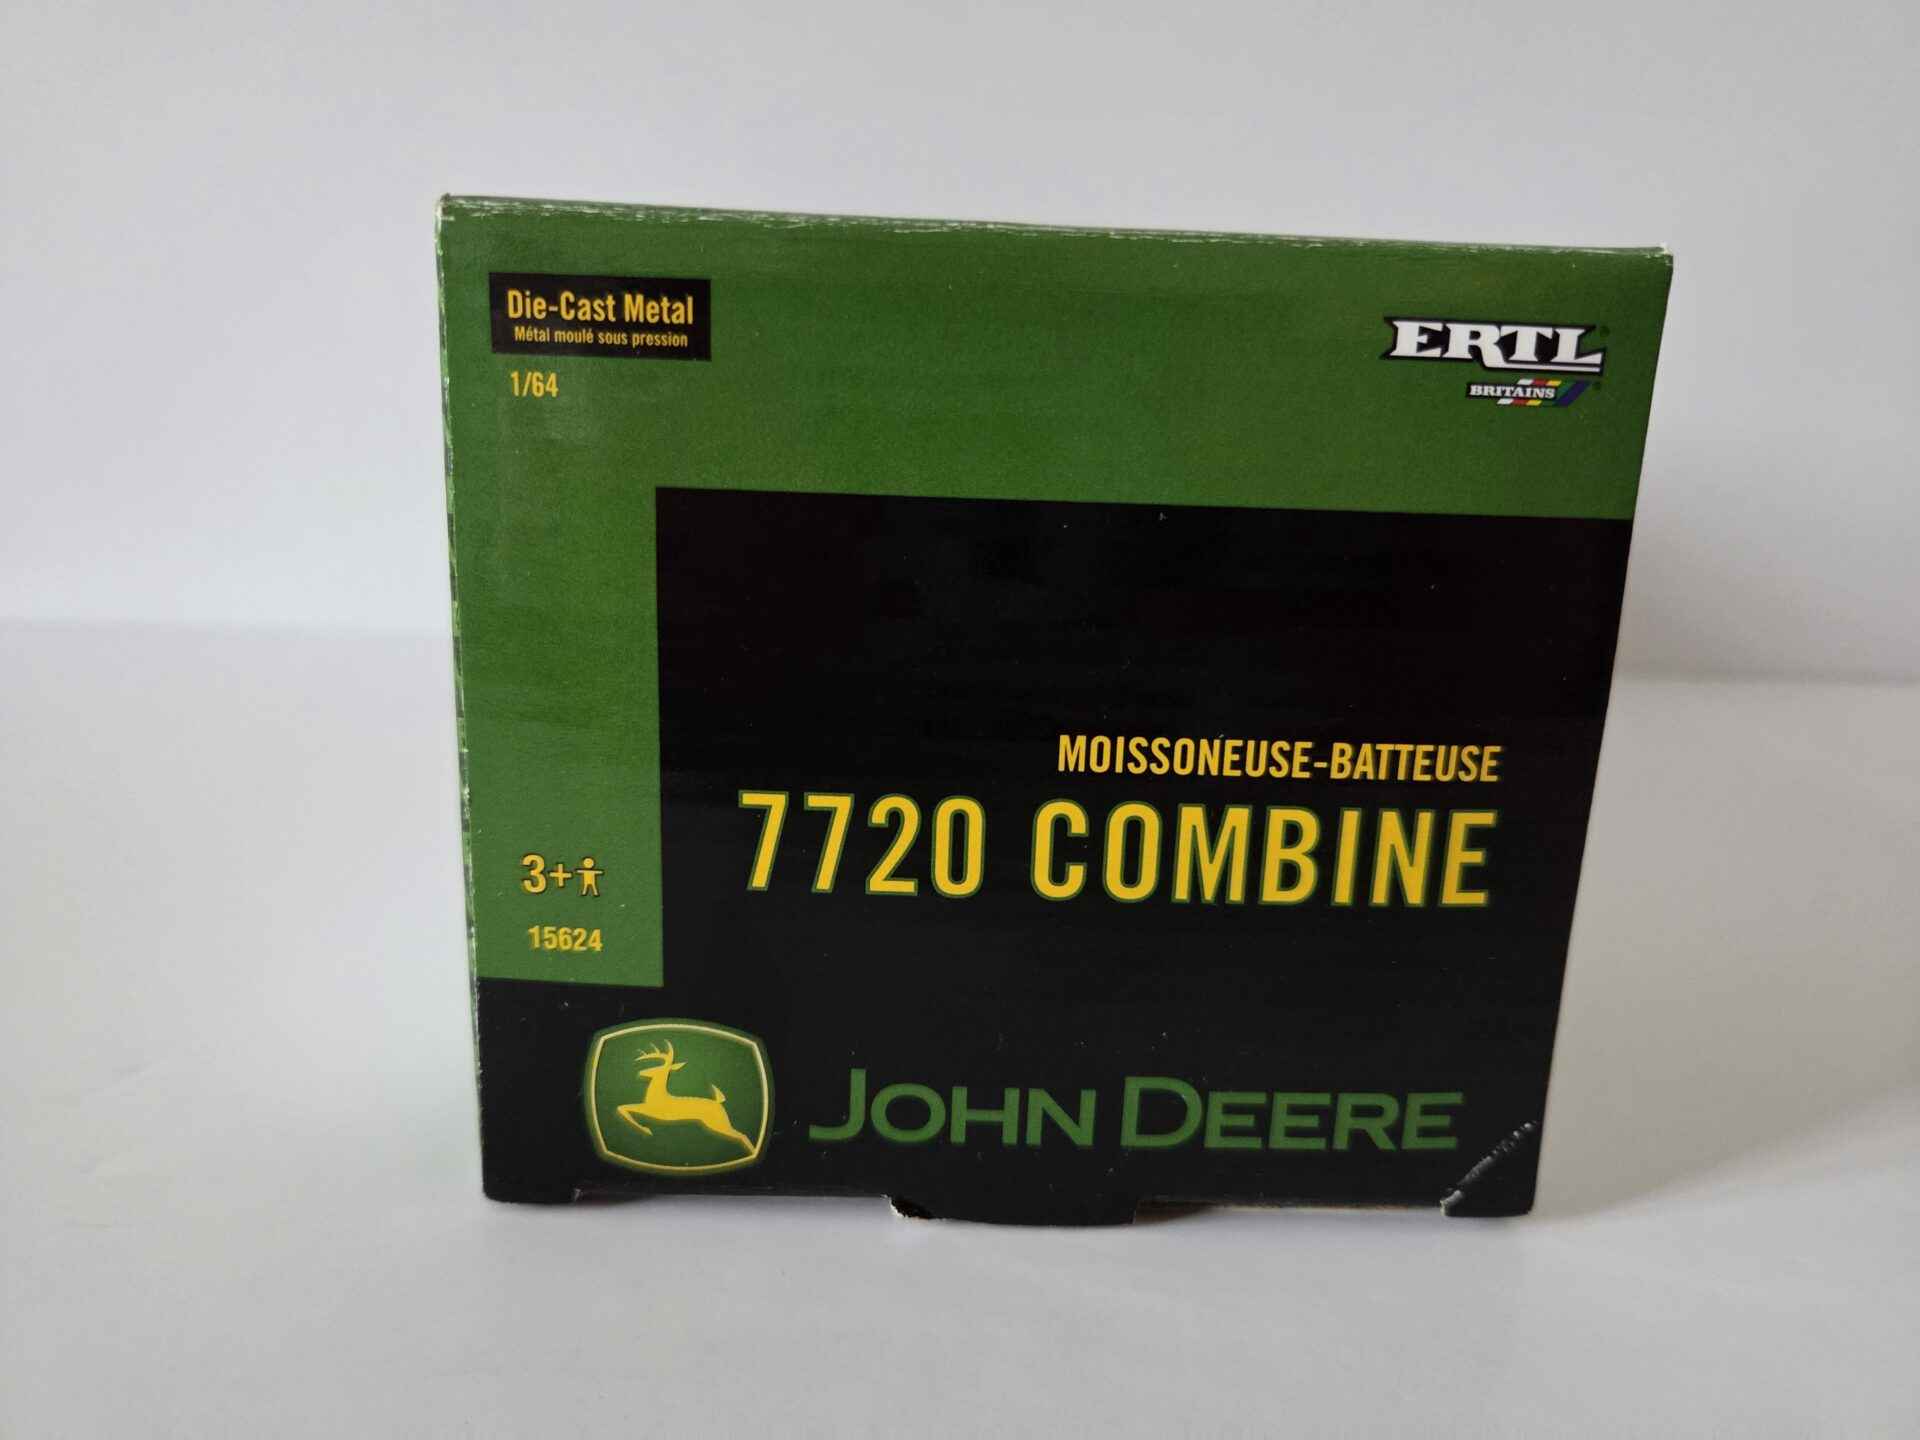 Die-Cast Metal
Métal moulé sous pression
1/64
ERTL
BRITAINS
MOISSONEUSE-BATTEUSE
7720 COMBINE
3+
15624
JOHN DEERE